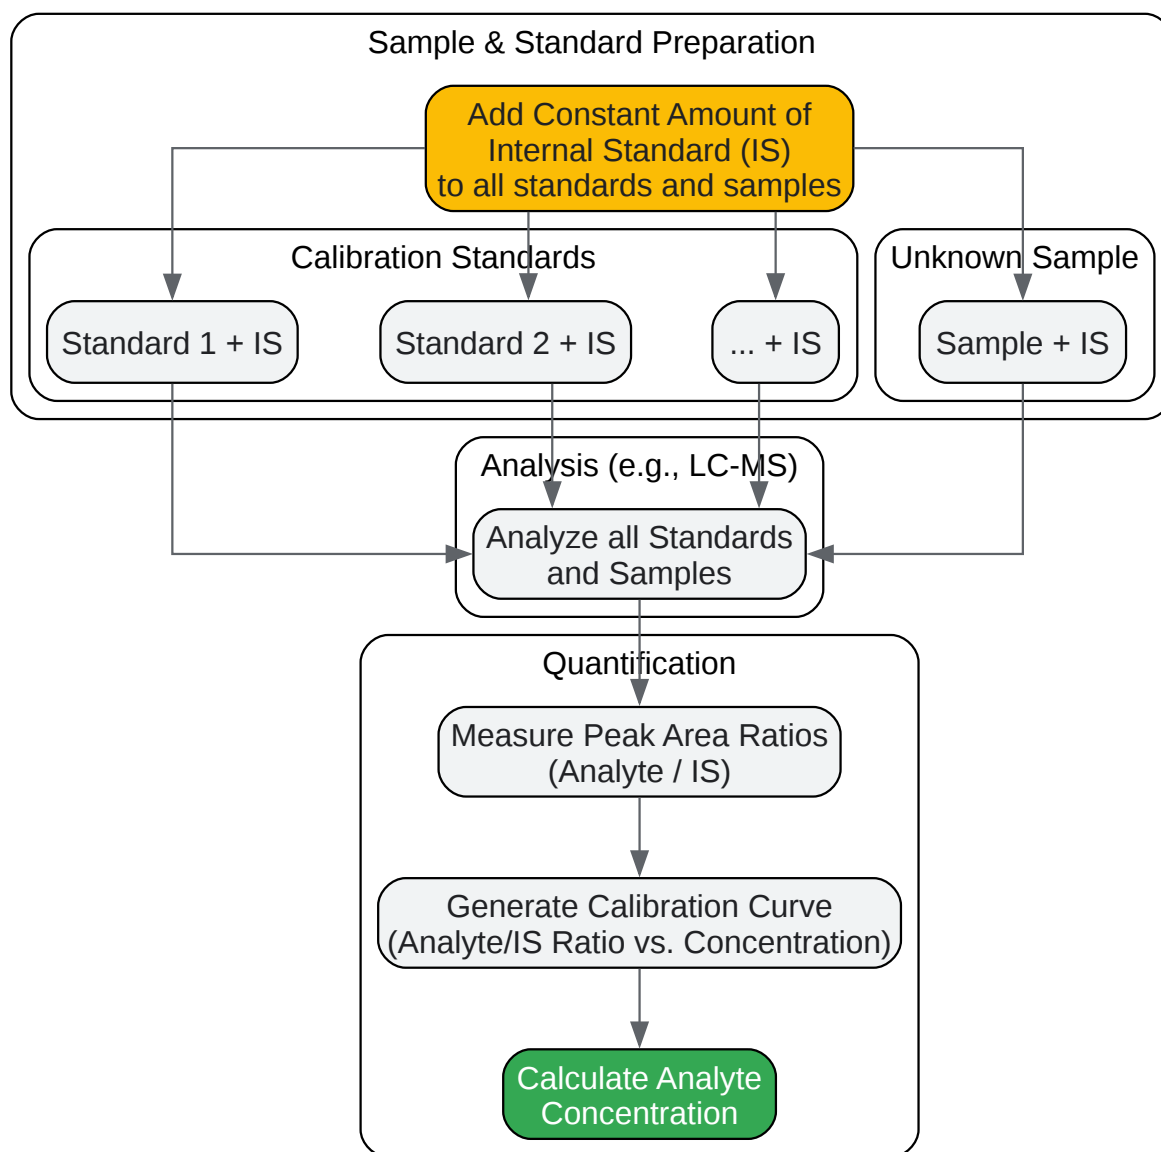 Sample & Standard Preparation
Add Constant Amount of
Internal Standard (IS)
to all standards and samples
Calibration Standards
Unknown Sample
Standard 1 + IS
Standard 2 + IS
... + IS
Sample + IS
Analysis (e.g., LC-MS)
Analyze all Standards
and Samples
Quantification
Measure Peak Area Ratios
(Analyte / IS)
Generate Calibration Curve
(Analyte/IS Ratio vs. Concentration)
Calculate Analyte
Concentration